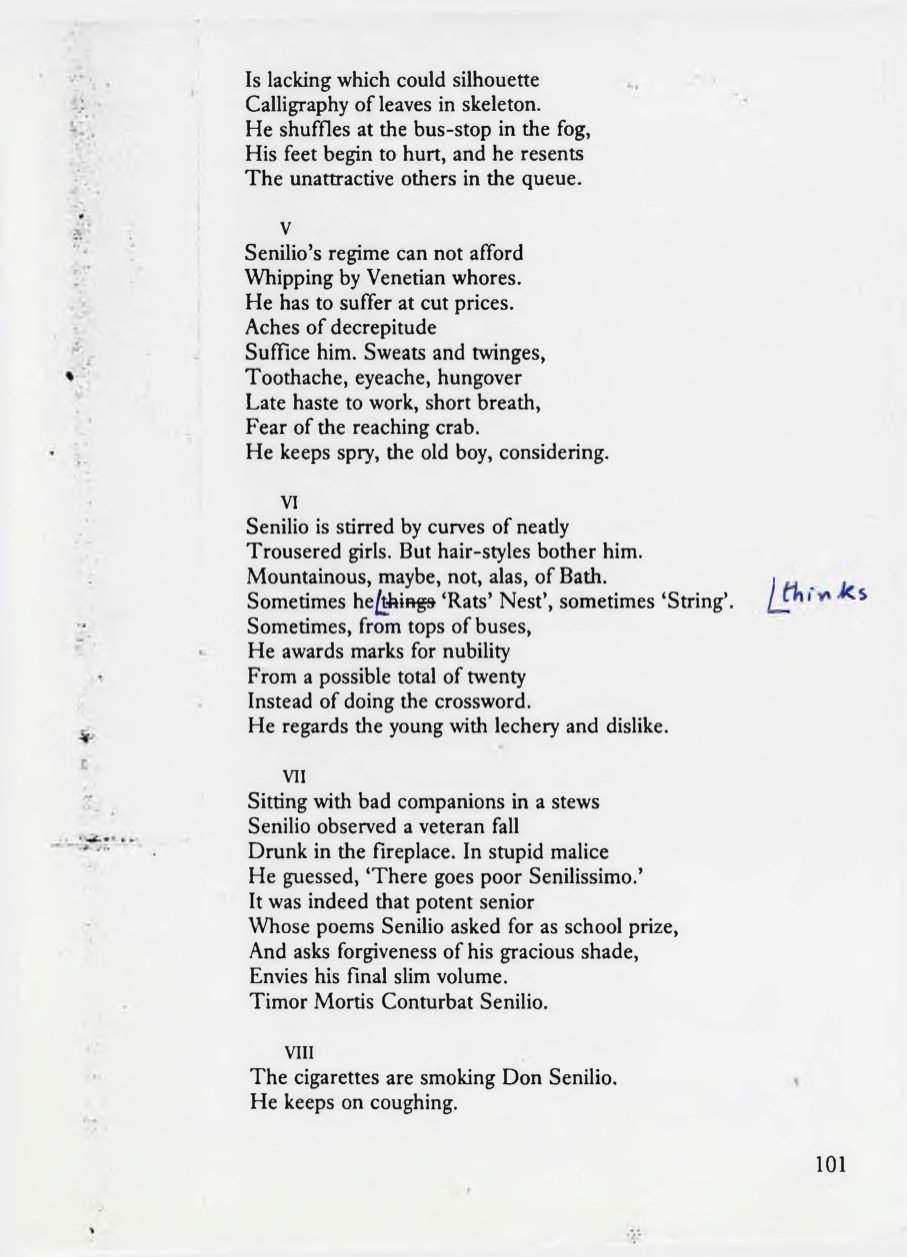 Is lacking which could silhouette
Calligraphy of leaves in skeleton.
He shuffles at the bus-stop in the fog,
His feet begin to hurt, and he resents
The unattractive others in the queue.
V
Senilio's regime can not afford
Whipping by Venetian whores.
He has to suffer at cut prices.
Aches of decrepitude
Suffice him. Sweats and twinges,
Toothache, eyeache, hungover
Late haste to work, short breath,
Fear of the reaching crab.
He keeps spry, the old boy, considering.
VI
Senilio is stirred by curves of neatly
Trousered girls. But hair-styles bother him.
Mountainous, maybe, not, alas, of Bath.
Sometimes he things 'Rats' Nest', sometimes 'String'. thinks
Sometimes, from tops of buses,
He awards marks for nubility
From a possible total of twenty
Instead of doing the crossword.
He regards the young with lechery and dislike.
VII
Sitting with bad companions in a stews
Senilio observed a veteran fall
Drunk in the fireplace. In stupid malice
He guessed, 'There goes poor Senilissimo.'
It was indeed that potent senior
Whose poems Senilio asked for as school prize,
And asks forgiveness of his gracious shade,
Envies his final slim volume.
Timor Mortis Conturbat Senilio.
VIII
The cigarettes are smoking Don Senilio.
He keeps on coughing.
101